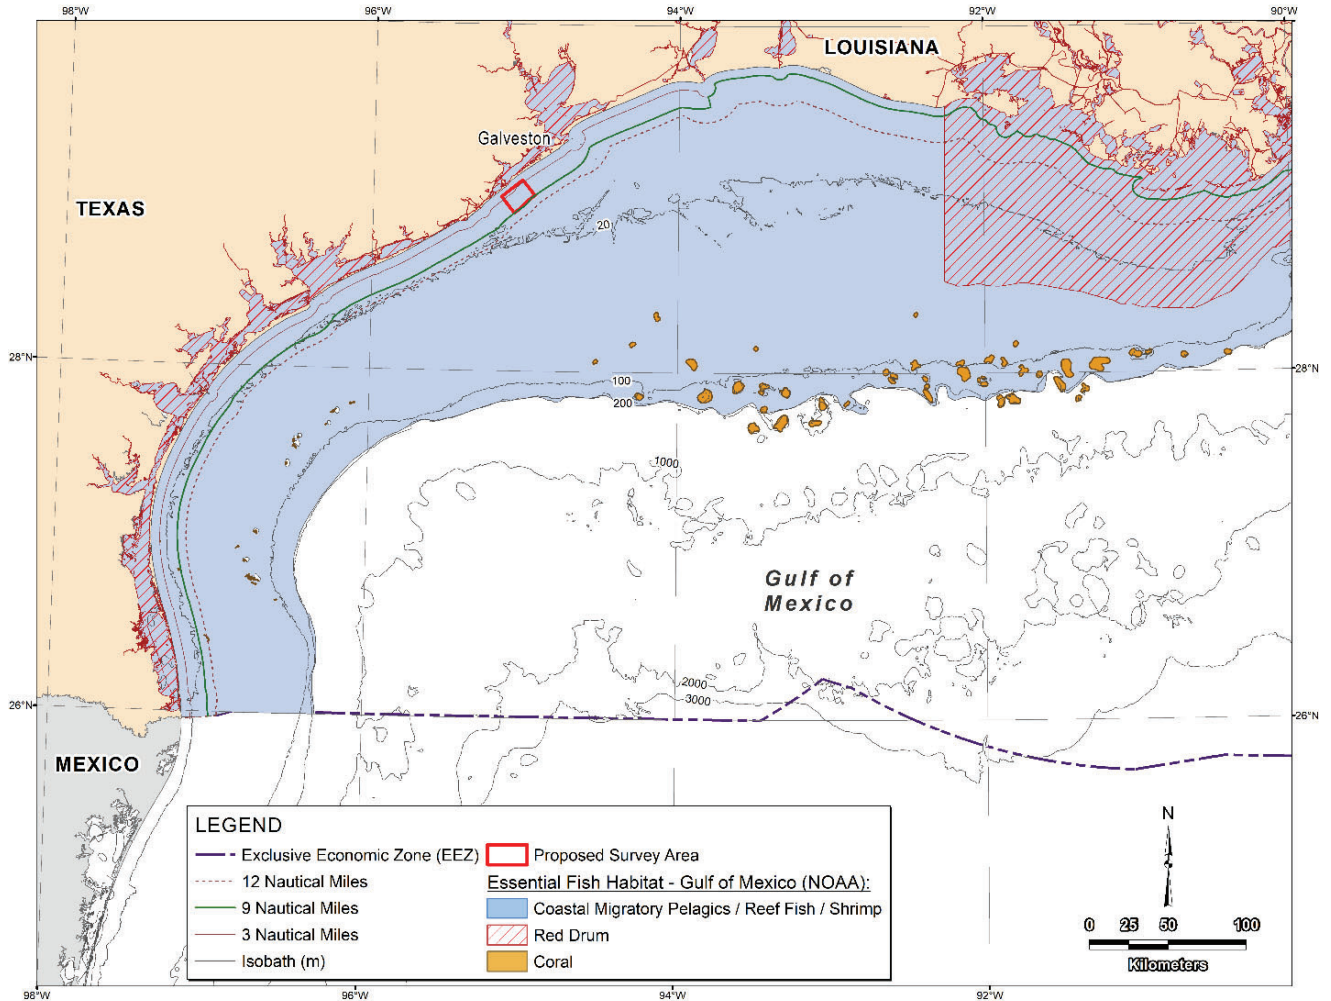 98°W
96°W
94°W
92°W
90°W
LOUISIANA
Galveston
TEXAS
20
28°N
28°N
100
200
1000
Gulf of
Mexico
2000
3000
26°N
26°N
MEXICO
LEGEND
Exclusive Economic Zone (EEZ)
12 Nautical Miles
9 Nautical Miles
3 Nautical Miles
Isobath (m)
Proposed Survey Area
Essential Fish Habitat - Gulf of Mexico (NOAA):
Coastal Migratory Pelagics / Reef Fish / Shrimp
Red Drum
Coral
N
0 25 50 100
Kilometers
98°W
96°W
94°W
92°W